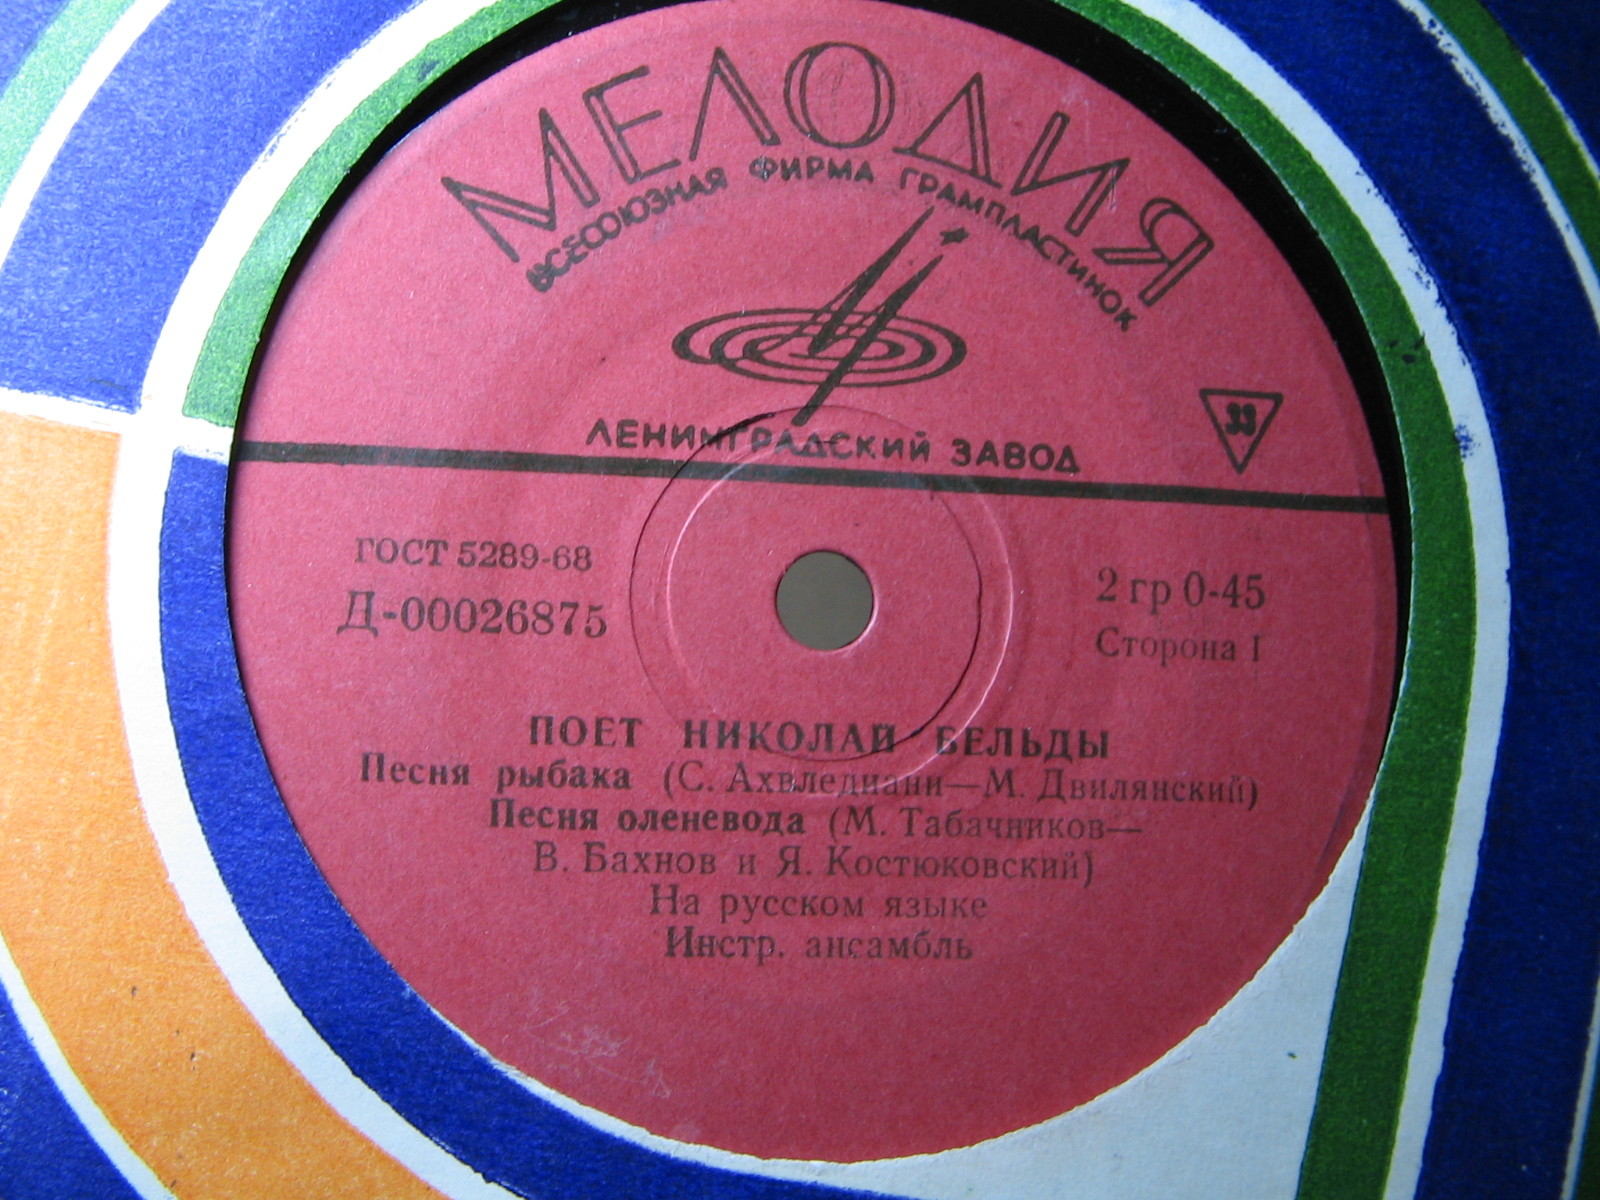 МЕЛОДИЯ
ВСЕСОЮЗНАЯ ФИРМА ГРАМПЛАСТИНОК
33
ЛЕНИНГРАДСКИЙ ЗАВОД
ГОСТ 5289-68
Д-00026875
2 гр 0-45
Сторона I
ПОЕТ НИКОЛАЙ БЕЛЬДЫ
Песня рыбака (С. Ахвледиани—М. Двилянский)
Песня оленевода (М. Табачников—
В. Бахнов и Я. Костюковский)
На русском языке
Инстр. ансамбль